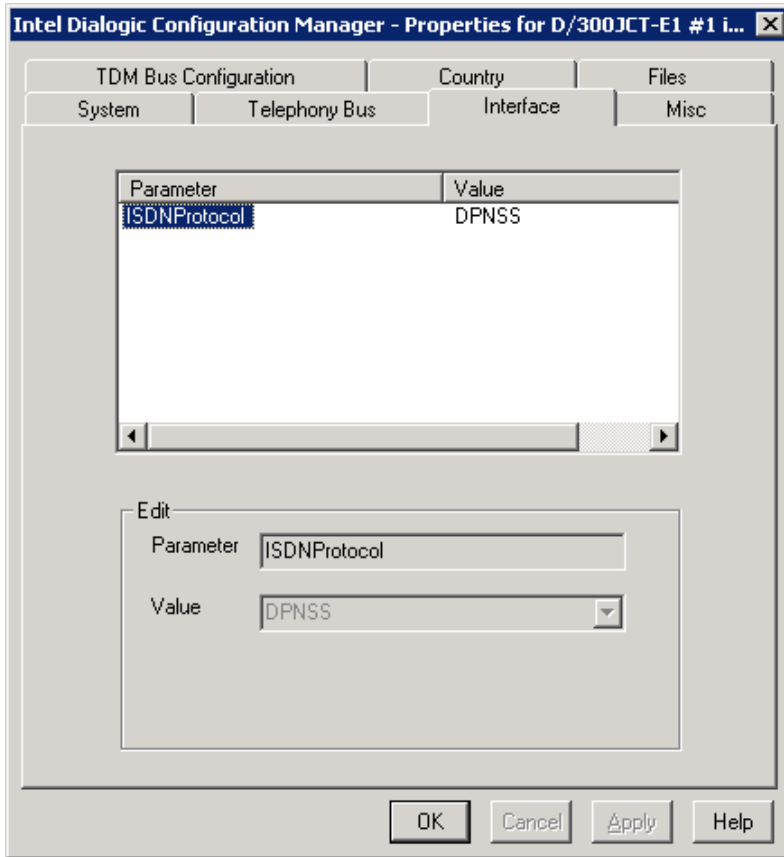 Intel Dialogic Configuration Manager - Properties for D/300JCT-E1 #1 i...
TDM Bus Configuration Country Files
System Telephony Bus Interface Misc
Parameter Value
ISDNProtocol DPNSS
Edit
Parameter ISDNProtocol
Value DPNSS
OK Cancel Apply Help